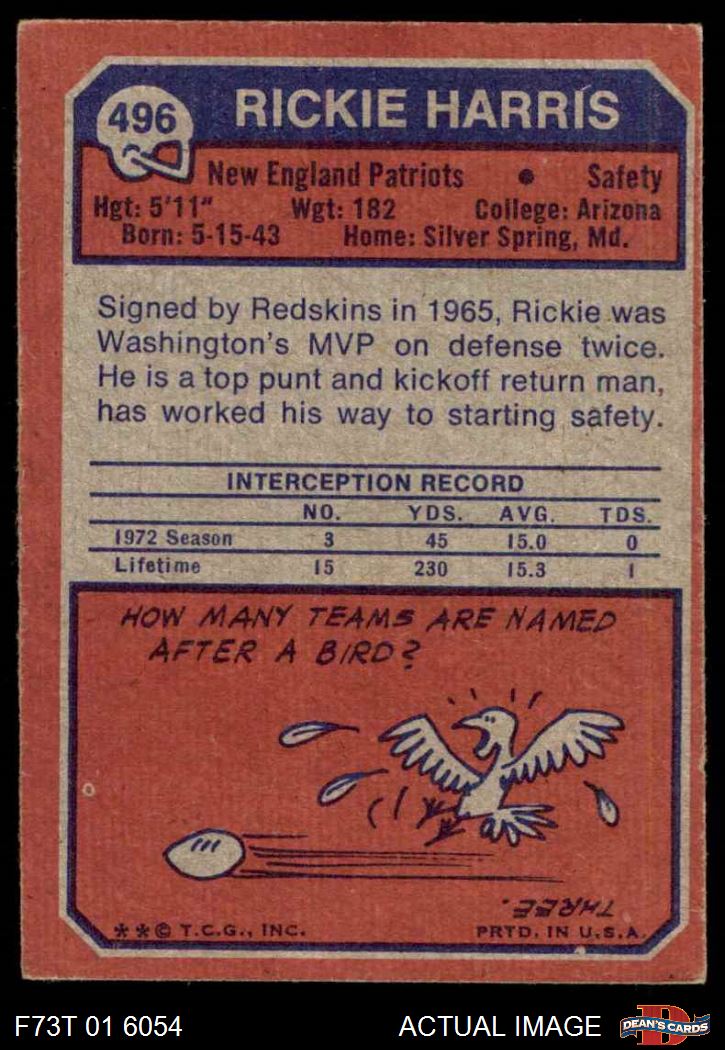 496
RICKIE HARRIS
New England Patriots • Safety
Hgt: 5'11" Wgt: 182 College: Arizona
Born: 5-15-43 Home: Silver Spring, Md.
Signed by Redskins in 1965, Rickie was
Washington's MVP on defense twice.
He is a top punt and kickoff return man,
has worked his way to starting safety.
INTERCEPTION RECORD
NO. YDS. AVG. TDS.
1972 Season 3 45 15.0 0
Lifetime 15 230 15.3 1
HOW MANY TEAMS ARE NAMED
AFTER A BIRD?
THREE.
**© T.C.G., INC. PRTD. IN U.S.A.
F73T 01 6054 ACTUAL IMAGE
D
DEAN'S CARDS